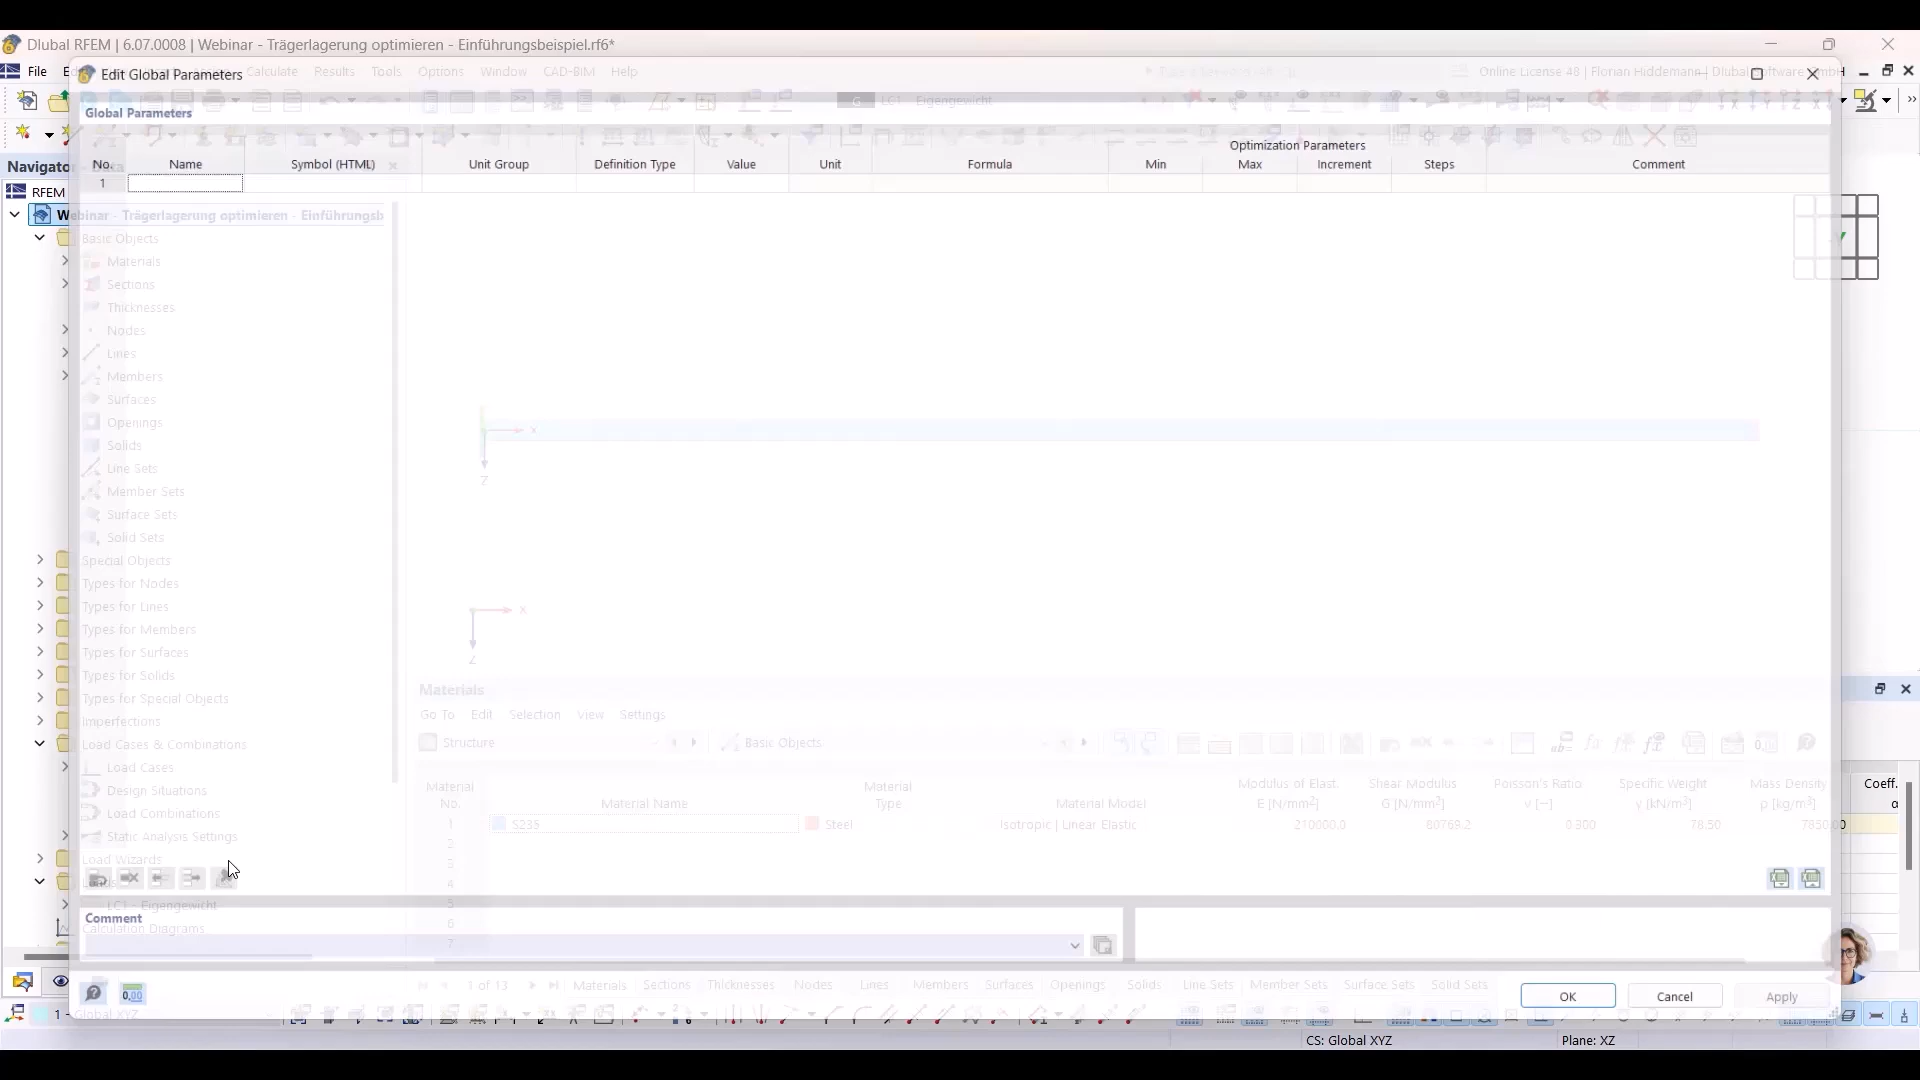 Dlubal RFEM | 6.07.0008 | Webinar - Trägerlagerung optimieren - Einführungsbeispiel.rf6*
File
Edit Global Parameters
Calculate
Results
Tools
Options
Window
CAD-BIM
Help
Online License 48 | Florian Hiddemann | Dlubal Software GmbH
Global Parameters
LC1
Eigengewicht
Navigator
Optimization Parameters
No.
Name
Symbol (HTML)
Unit Group
Definition Type
Value
Unit
Formula
Min
Max
Increment
Steps
Comment
1
RFEM
Webinar - Trägerlagerung optimieren - Einführungsb
Basic Objects
Materials
Sections
Thicknesses
Nodes
Lines
Members
Surfaces
Openings
Solids
Line Sets
Member Sets
Surface Sets
Solid Sets
Special Objects
Types for Nodes
Types for Lines
Types for Members
Types for Surfaces
Types for Solids
Types for Special Objects
Imperfections
Load Cases & Combinations
Load Cases
Design Situations
Load Combinations
Static Analysis Settings
Load Wizards
LC1 - Eigengewicht
Calculation Diagrams
X
Z
X
Z
Materials
Go To
Edit
Selection
View
Settings
Structure
Basic Objects
Material No.
Material Name
Material Type
Material Model
Modulus of Elast. E [N/mm²]
Shear Modulus G [N/mm²]
Poisson's Ratio ν [--]
Specific Weight γ [kN/m³]
Mass Density ρ [kg/m³]
Coeff.
α
1
S235
Steel
Isotropic | Linear Elastic
210000.0
80769.2
0.300
78.50
7850.00
2
3
4
5
6
7
Comment
1 of 13
Materials
Sections
Thicknesses
Nodes
Lines
Members
Surfaces
Openings
Solids
Line Sets
Member Sets
Surface Sets
Solid Sets
OK
Cancel
Apply
1 - Global XYZ
CS: Global XYZ
Plane: XZ